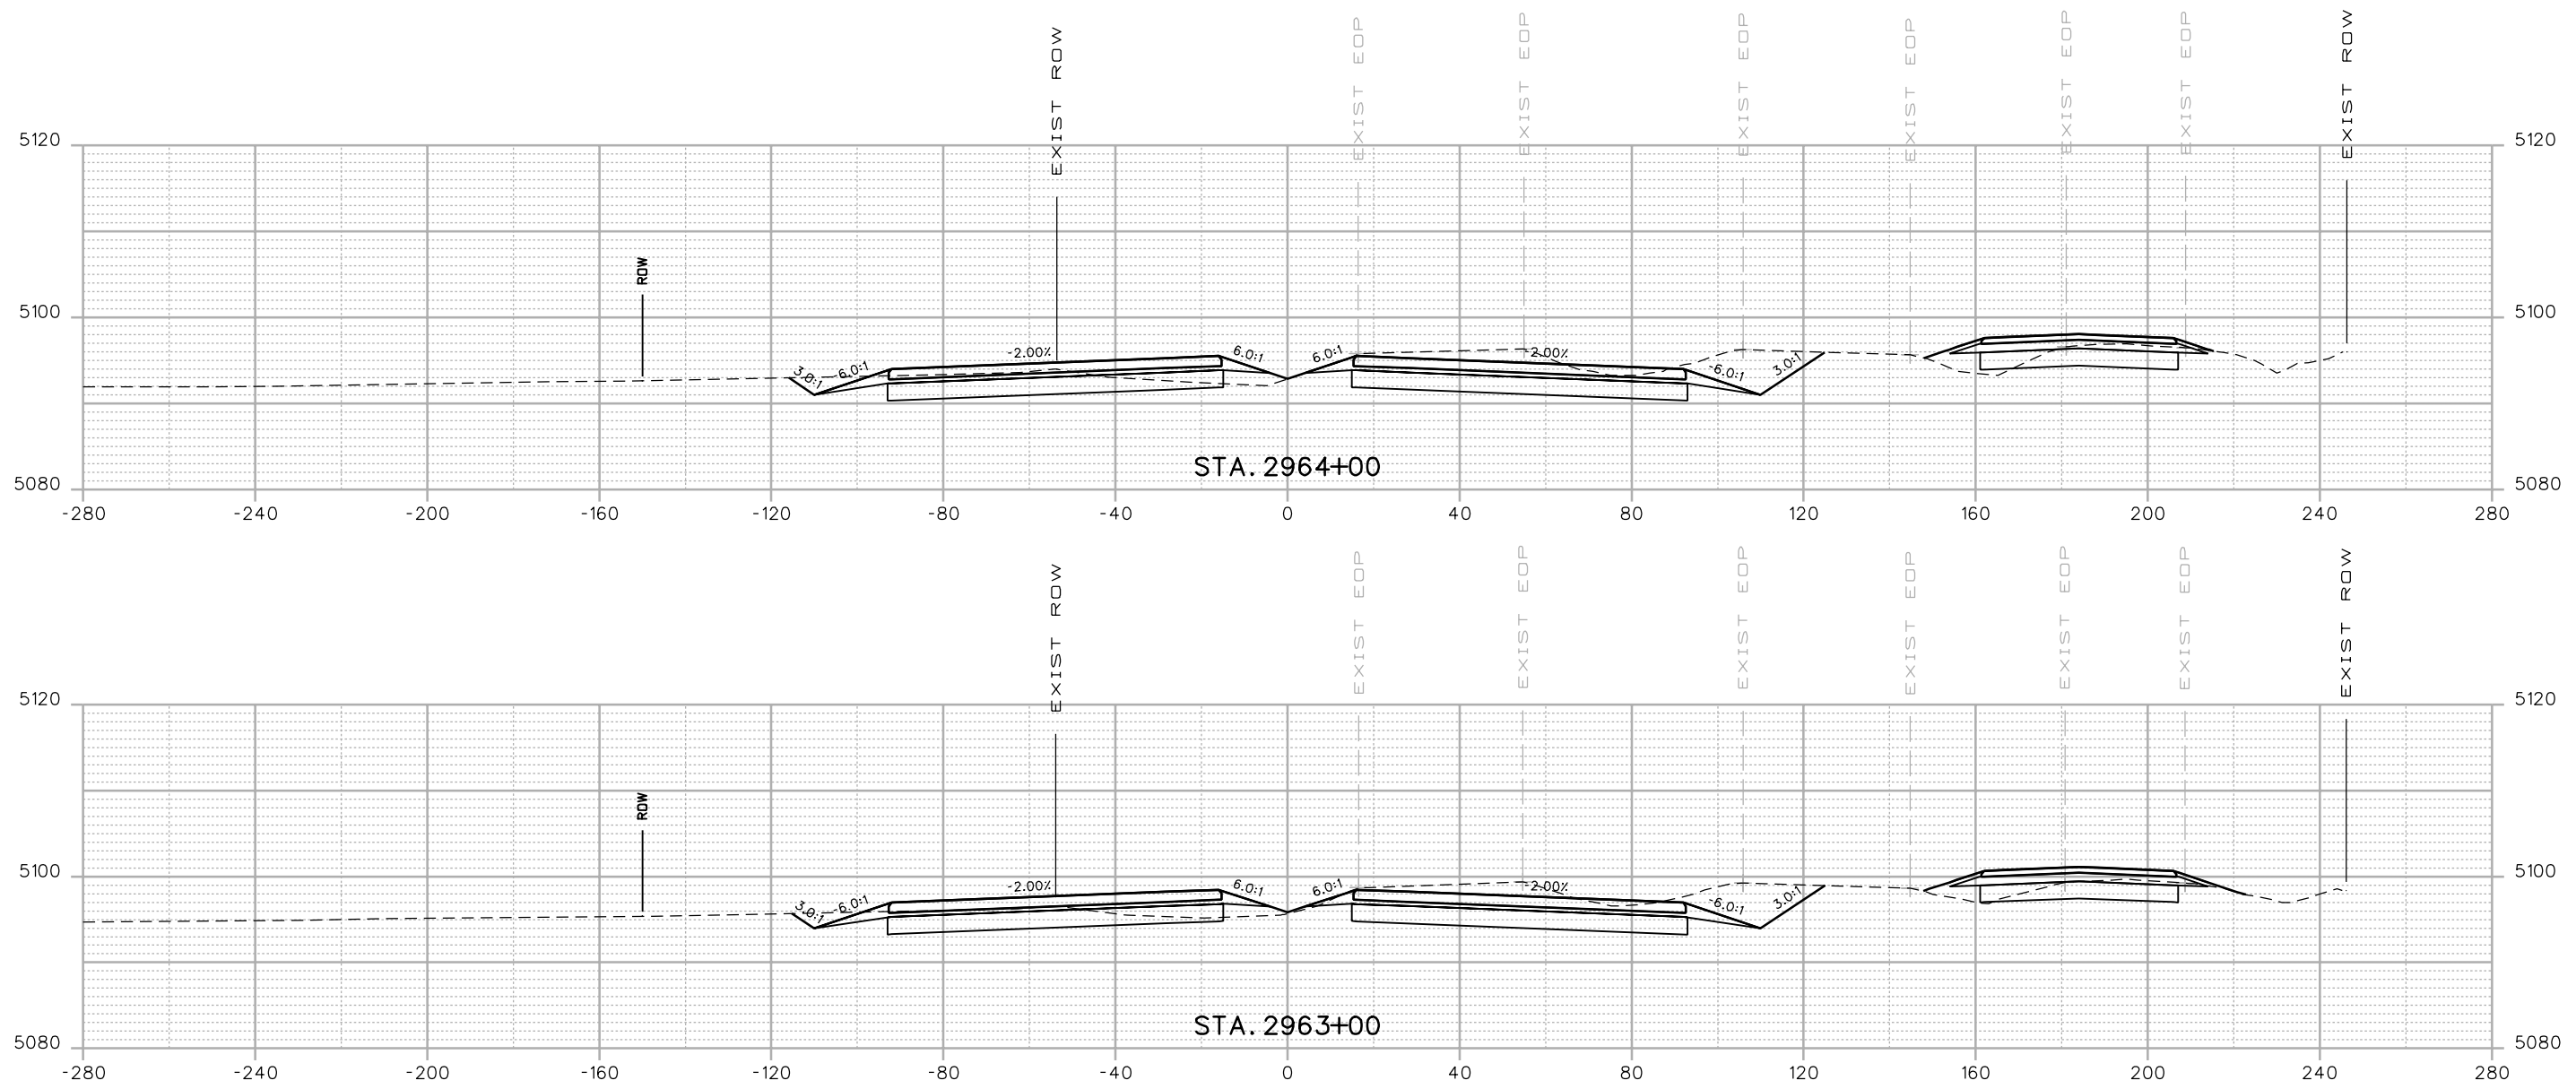 EXIST ROW
EXIST EOP
EXIST EOP
EXIST EOP
EXIST EOP
EXIST EOP
EXIST EOP
EXIST ROW
5120 5120
ROW
5100 5100
3.0:1 -6.0:1 -2.00% 6.0:1 6.0:1 -2.00% -6.0:1 3.0:1
STA. 2964+00
5080 5080
-280 -240 -200 -160 -120 -80 -40 0 40 80 120 160 200 240 280
EXIST ROW
EXIST EOP
EXIST EOP
EXIST EOP
EXIST EOP
EXIST EOP
EXIST EOP
EXIST ROW
5120 5120
ROW
5100 5100
3.0:1 -6.0:1 -2.00% 6.0:1 6.0:1 -2.00% -6.0:1 3.0:1
STA. 2963+00
5080 5080
-280 -240 -200 -160 -120 -80 -40 0 40 80 120 160 200 240 280